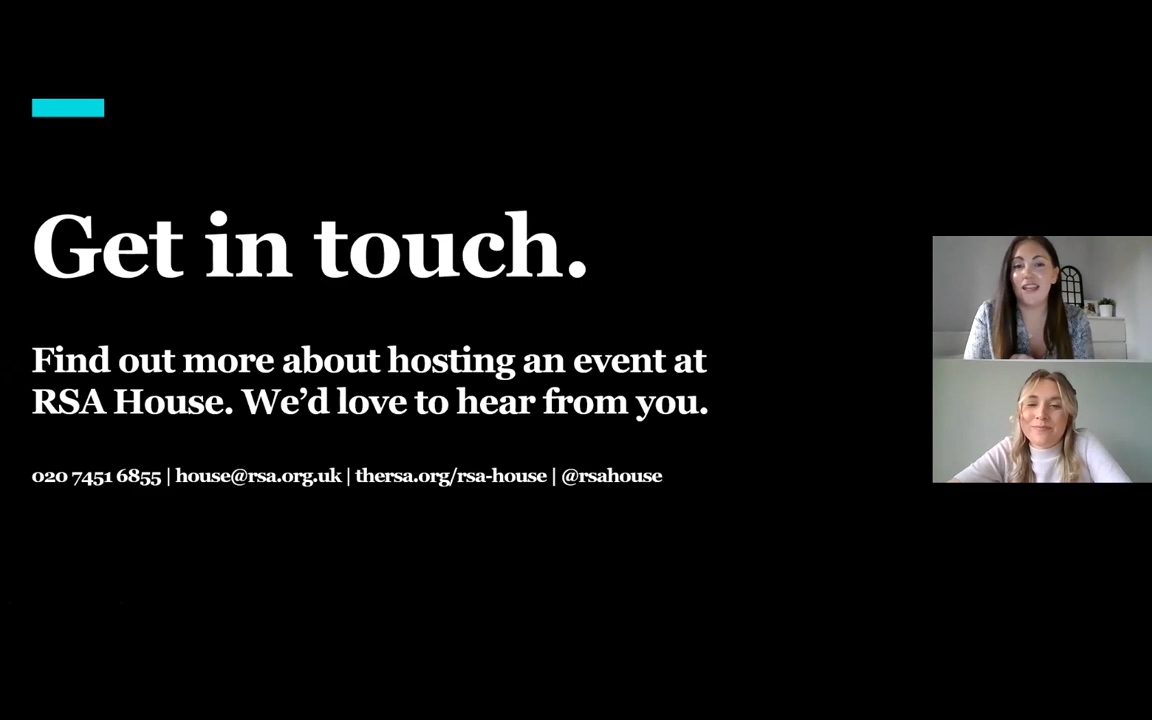 Get in touch.
Find out more about hosting an event at
RSA House. We’d love to hear from you.
020 7451 6855 | house@rsa.org.uk | thersa.org/rsa-house | @rsahouse